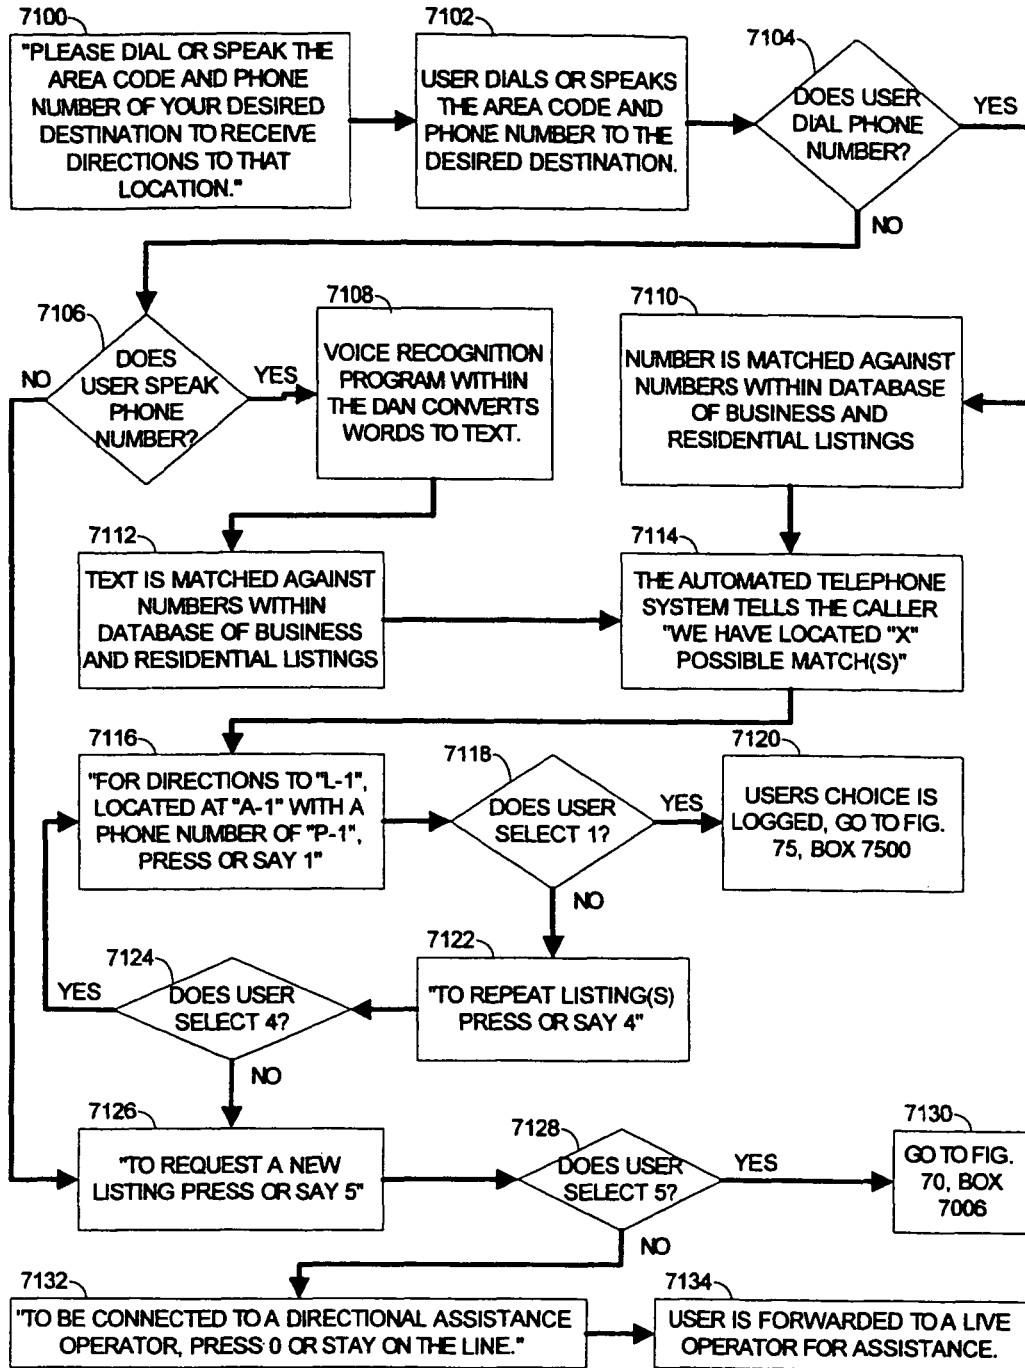 7100
"PLEASE DIAL OR SPEAK THE
AREA CODE AND PHONE
NUMBER OF YOUR DESIRED
DESTINATION TO RECEIVE
DIRECTIONS TO THAT
LOCATION."
7102
USER DIALS OR SPEAKS
THE AREA CODE AND
PHONE NUMBER TO THE
DESIRED DESTINATION.
7104
DOES USER
DIAL PHONE
NUMBER?
YES
NO
7106
DOES
USER SPEAK
PHONE
NUMBER?
NO
YES
7108
VOICE RECOGNITION
PROGRAM WITHIN
THE DAN CONVERTS
WORDS TO TEXT.
7110
NUMBER IS MATCHED AGAINST
NUMBERS WITHIN DATABASE
OF BUSINESS AND
RESIDENTIAL LISTINGS
7112
TEXT IS MATCHED AGAINST
NUMBERS WITHIN
DATABASE OF BUSINESS
AND RESIDENTIAL LISTINGS
7114
THE AUTOMATED TELEPHONE
SYSTEM TELLS THE CALLER
"WE HAVE LOCATED "X"
POSSIBLE MATCH(S)"
7116
"FOR DIRECTIONS TO "L-1",
LOCATED AT "A-1" WITH A
PHONE NUMBER OF "P-1",
PRESS OR SAY 1"
7118
DOES USER
SELECT 1?
YES
NO
7120
USERS CHOICE IS
LOGGED, GO TO FIG.
75, BOX 7500
7122
"TO REPEAT LISTING(S)
PRESS OR SAY 4"
7124
DOES USER
SELECT 4?
YES
NO
7126
"TO REQUEST A NEW
LISTING PRESS OR SAY 5"
7128
DOES USER
SELECT 5?
YES
NO
7130
GO TO FIG.
70, BOX
7006
7132
"TO BE CONNECTED TO A DIRECTIONAL ASSISTANCE
OPERATOR, PRESS 0 OR STAY ON THE LINE."
7134
USER IS FORWARDED TO A LIVE
OPERATOR FOR ASSISTANCE.